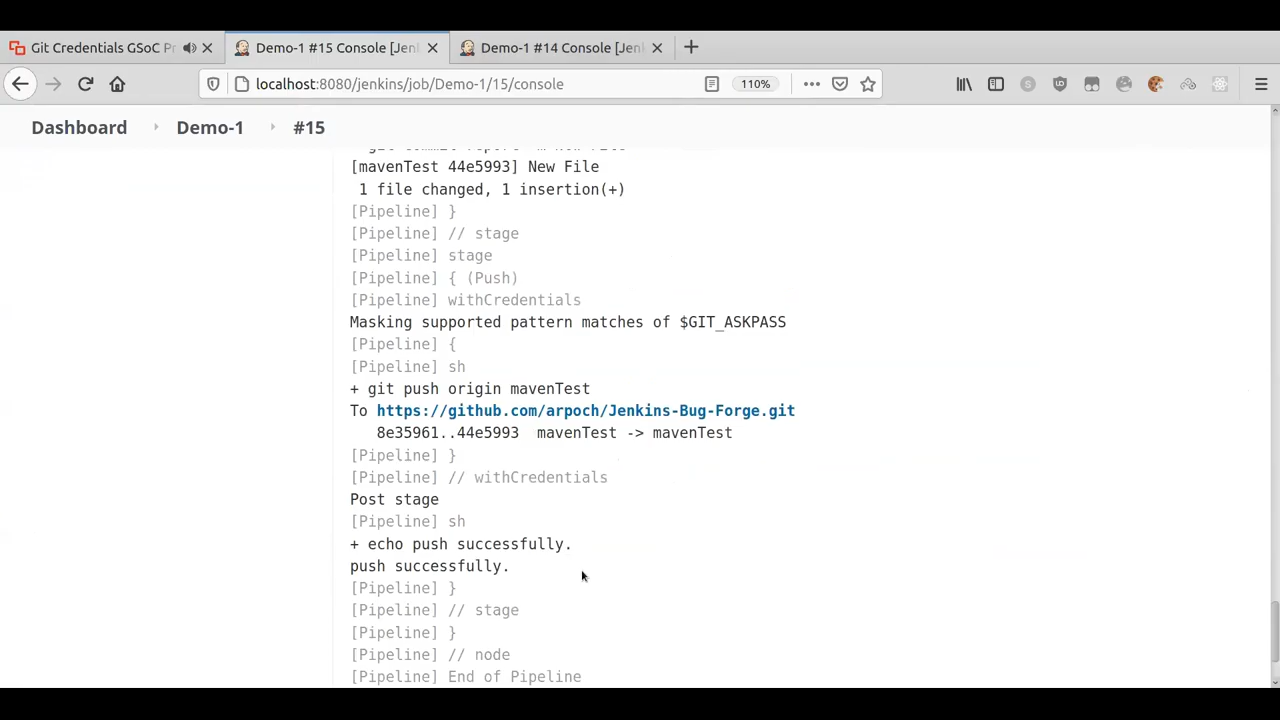 Git Credentials GSoC Pr
Demo-1 #15 Console [Jen
Demo-1 #14 Console [Jen
localhost:8080/jenkins/job/Demo-1/15/console
110%
Dashboard
Demo-1
#15
[mavenTest 44e5993] New File
1 file changed, 1 insertion(+)
[Pipeline] }
[Pipeline] // stage
[Pipeline] stage
[Pipeline] { (Push)
[Pipeline] withCredentials
Masking supported pattern matches of $GIT_ASKPASS
[Pipeline] {
[Pipeline] sh
+ git push origin mavenTest
To https://github.com/arpoch/Jenkins-Bug-Forge.git
8e35961..44e5993  mavenTest -> mavenTest
[Pipeline] }
[Pipeline] // withCredentials
Post stage
[Pipeline] sh
+ echo push successfully.
push successfully.
[Pipeline] }
[Pipeline] // stage
[Pipeline] }
[Pipeline] // node
[Pipeline] End of Pipeline